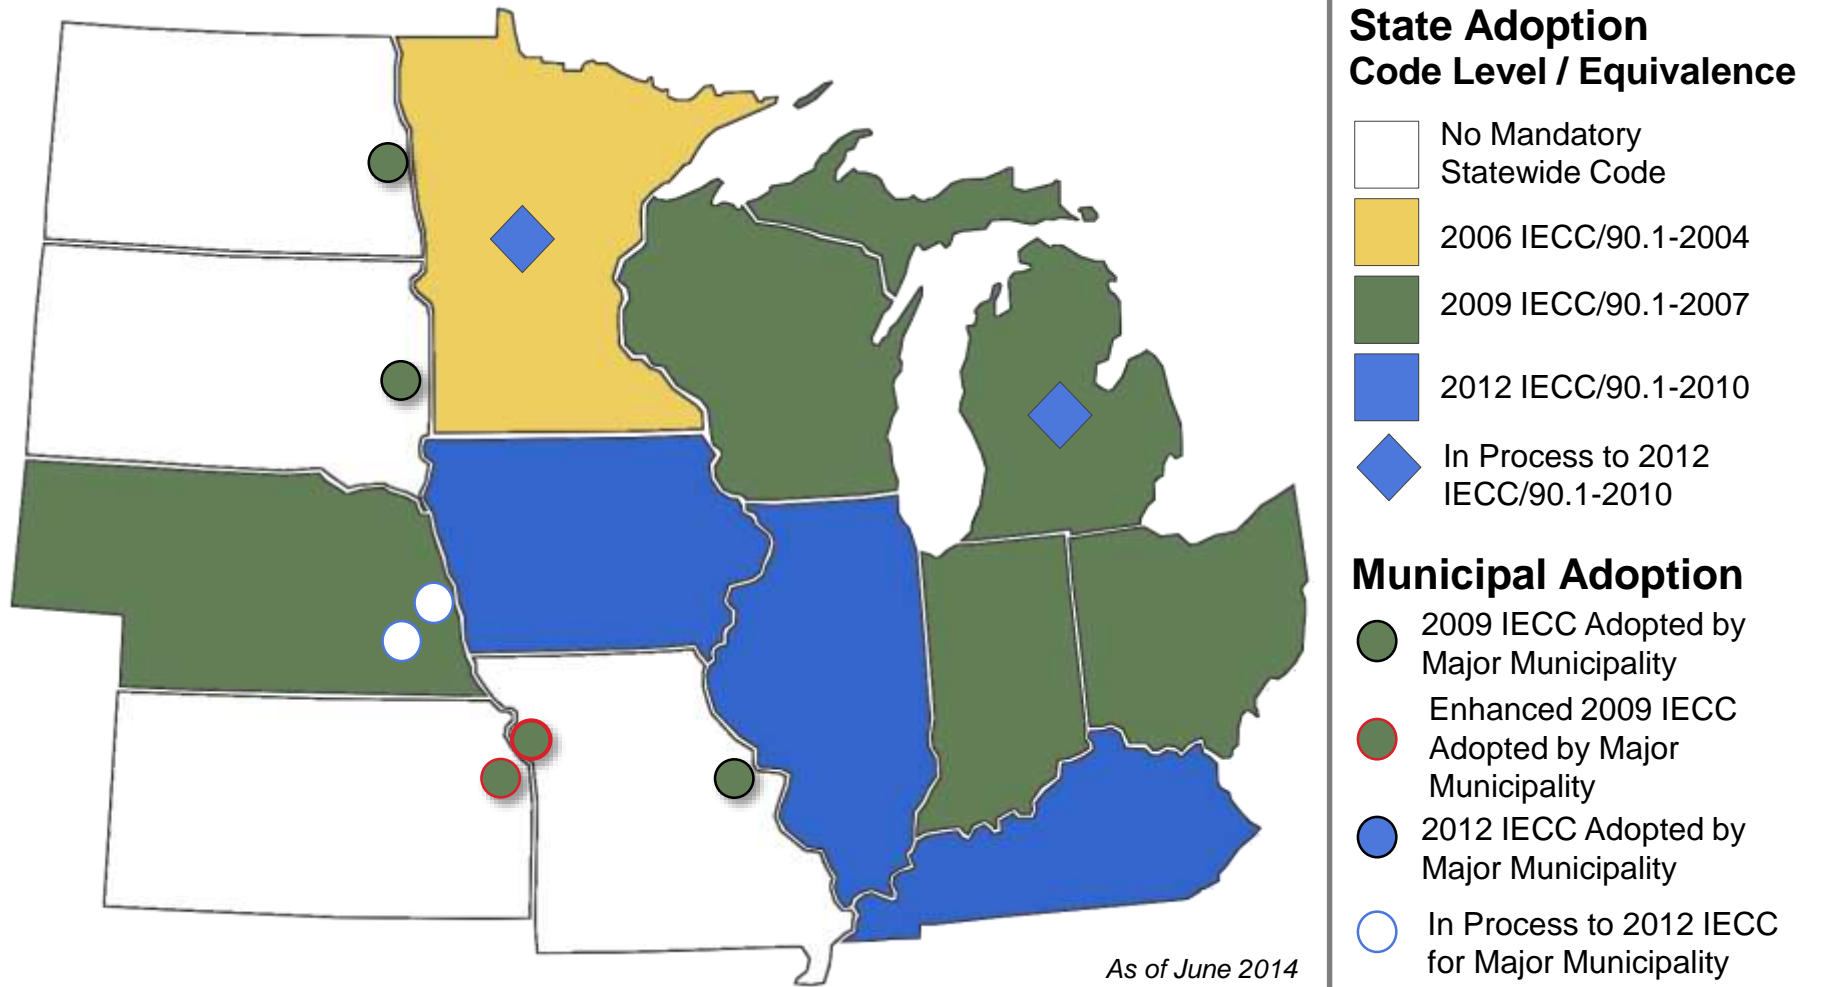 State Adoption
Code Level / Equivalence
No Mandatory
Statewide Code
2006 IECC/90.1-2004
2009 IECC/90.1-2007
2012 IECC/90.1-2010
In Process to 2012
IECC/90.1-2010
Municipal Adoption
2009 IECC Adopted by
Major Municipality
Enhanced 2009 IECC
Adopted by Major
Municipality
2012 IECC Adopted by
Major Municipality
In Process to 2012 IECC
for Major Municipality
As of June 2014